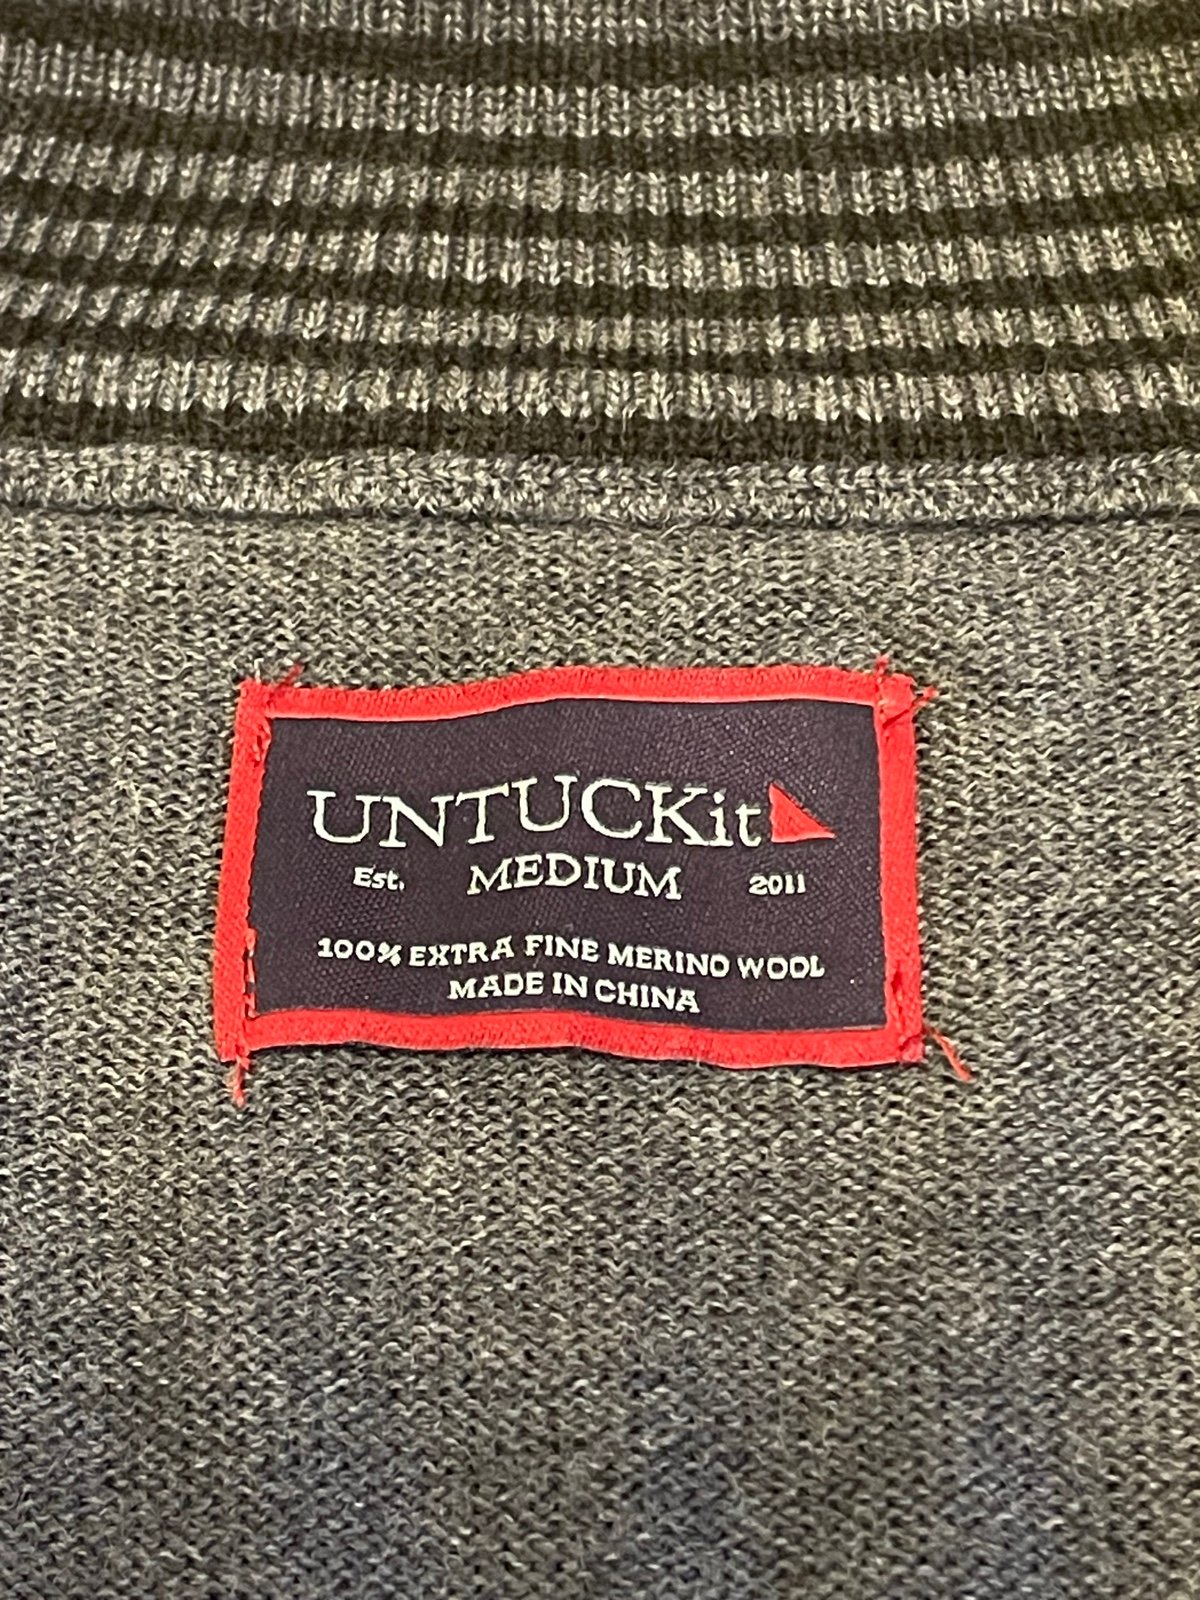 UNTUCKit
Est. MEDIUM 2011
100% EXTRA FINE MERINO WOOL
MADE IN CHINA